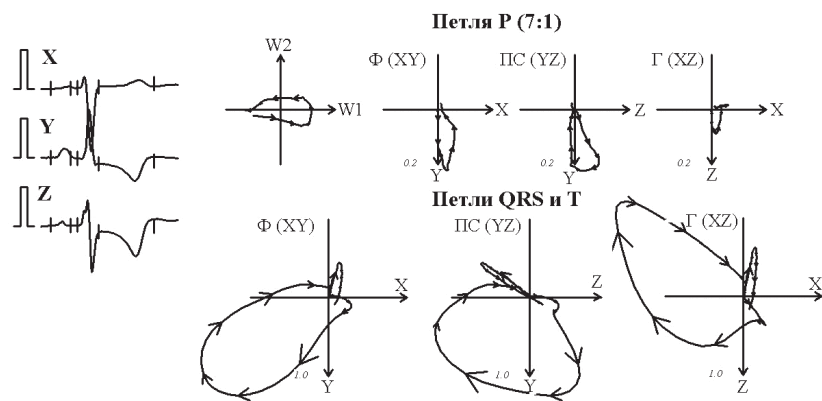 Петля P (7:1)
X
Y
Z
W2
W1
Ф (XY)
X
0.2
Y
ПС (YZ)
Z
0.2
Y
Г (XZ)
X
0.2
Z
Петли QRS и T
Ф (XY)
X
1.0
Y
ПС (YZ)
Z
1.0
Y
Г (XZ)
X
1.0
Z